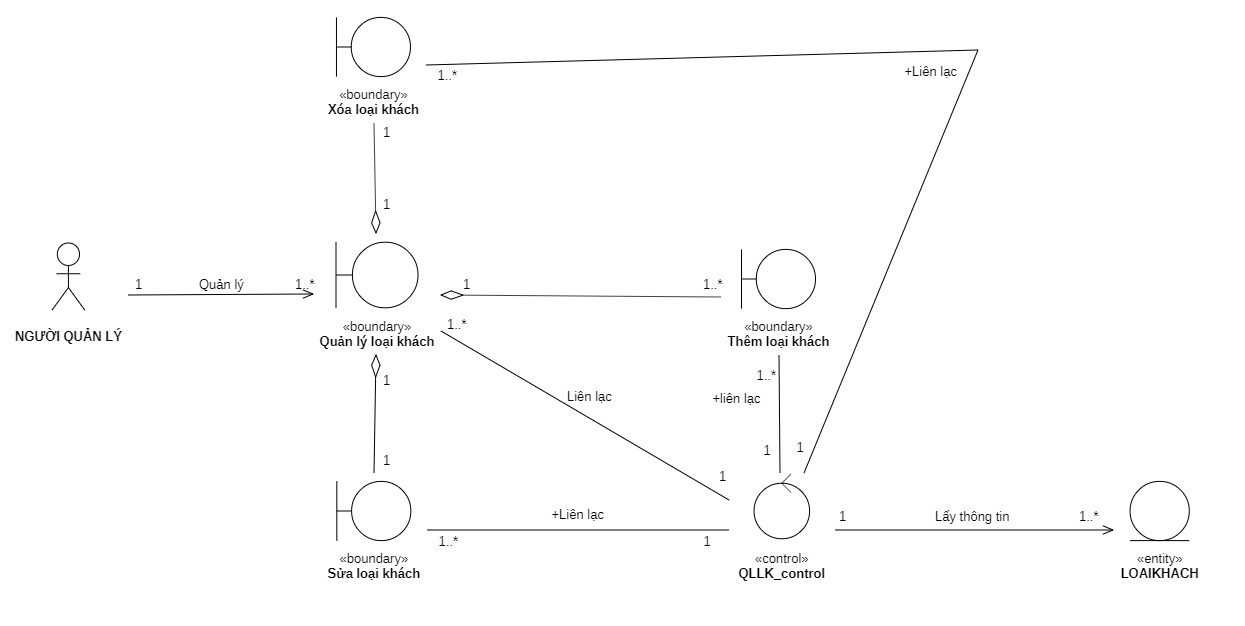 1..*
+Liên lạc
«boundary»
Xóa loại khách
1
1
1
Quản lý
1..*
1
1..*
NGƯỜI QUẢN LÝ
«boundary»
Quản lý loại khách
1..*
«boundary»
Thêm loại khách
1
1..*
Liên lạc
+liên lạc
1
1
1
1
+Liên lạc
1..*
1
1
Lấy thông tin
1..*
«boundary»
Sửa loại khách
«control»
QLLK_control
«entity»
LOAIKHACH